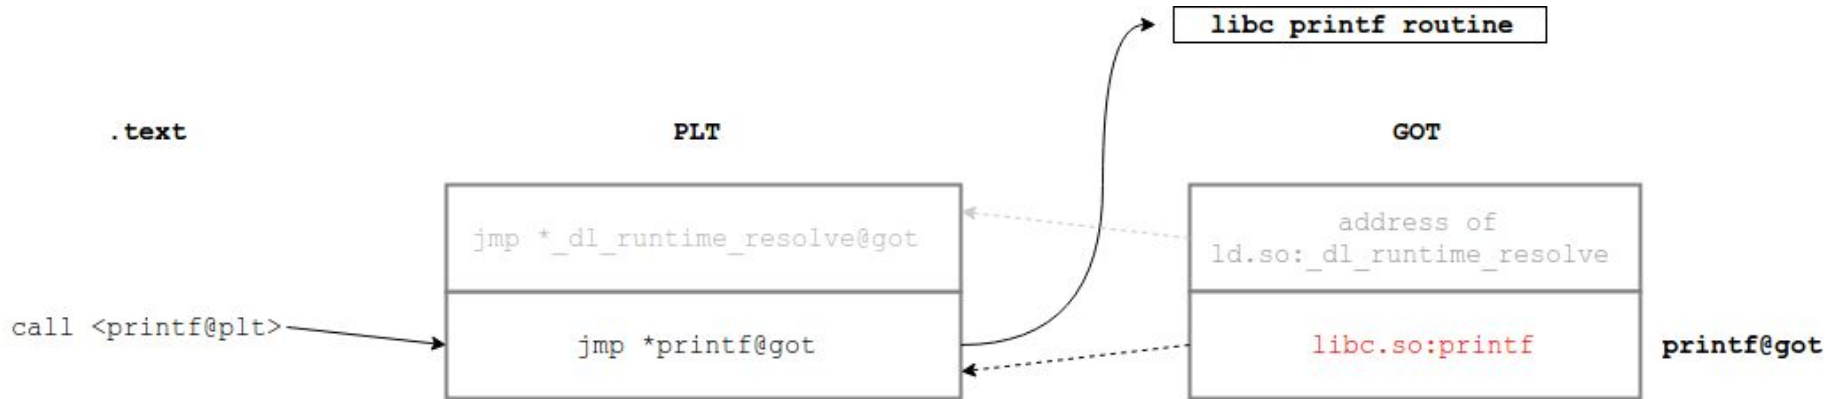 libc printf routine
.text
PLT
GOT
jmp *_dl_runtime_resolve@got
address of
ld.so:_dl_runtime_resolve
call <printf@plt>
jmp *printf@got
libc.so:printf
printf@got